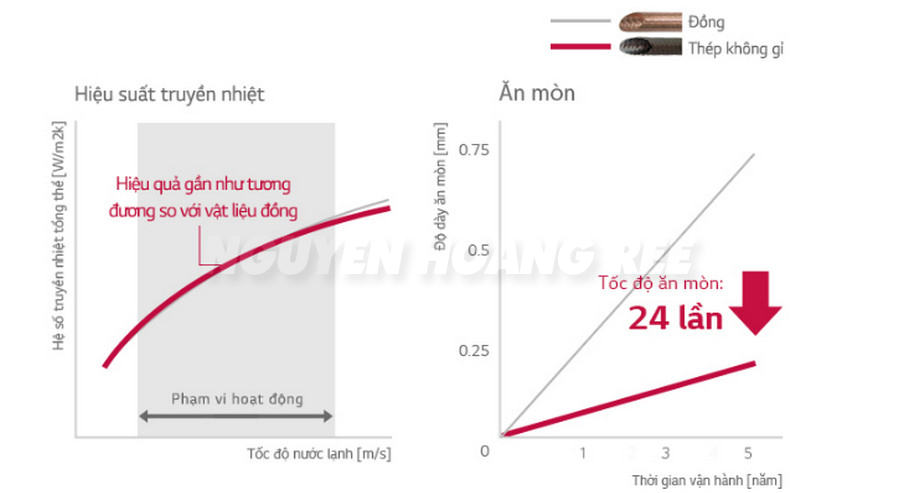 Đồng
Thép không gỉ
Hiệu suất truyền nhiệt
Hệ số truyền nhiệt tổng thể [W/m2k]
Hiệu quả gần như tương
đương so với vật liệu đồng
Phạm vi hoạt động
Tốc độ nước lạnh [m/s]
Ăn mòn
Độ dày ăn mòn [mm]
0.75
0.5
0.25
0
Tốc độ ăn mòn:
24 lần
1 2 3 4 5
Thời gian vận hành [năm]
NGUYEN HOANG REE